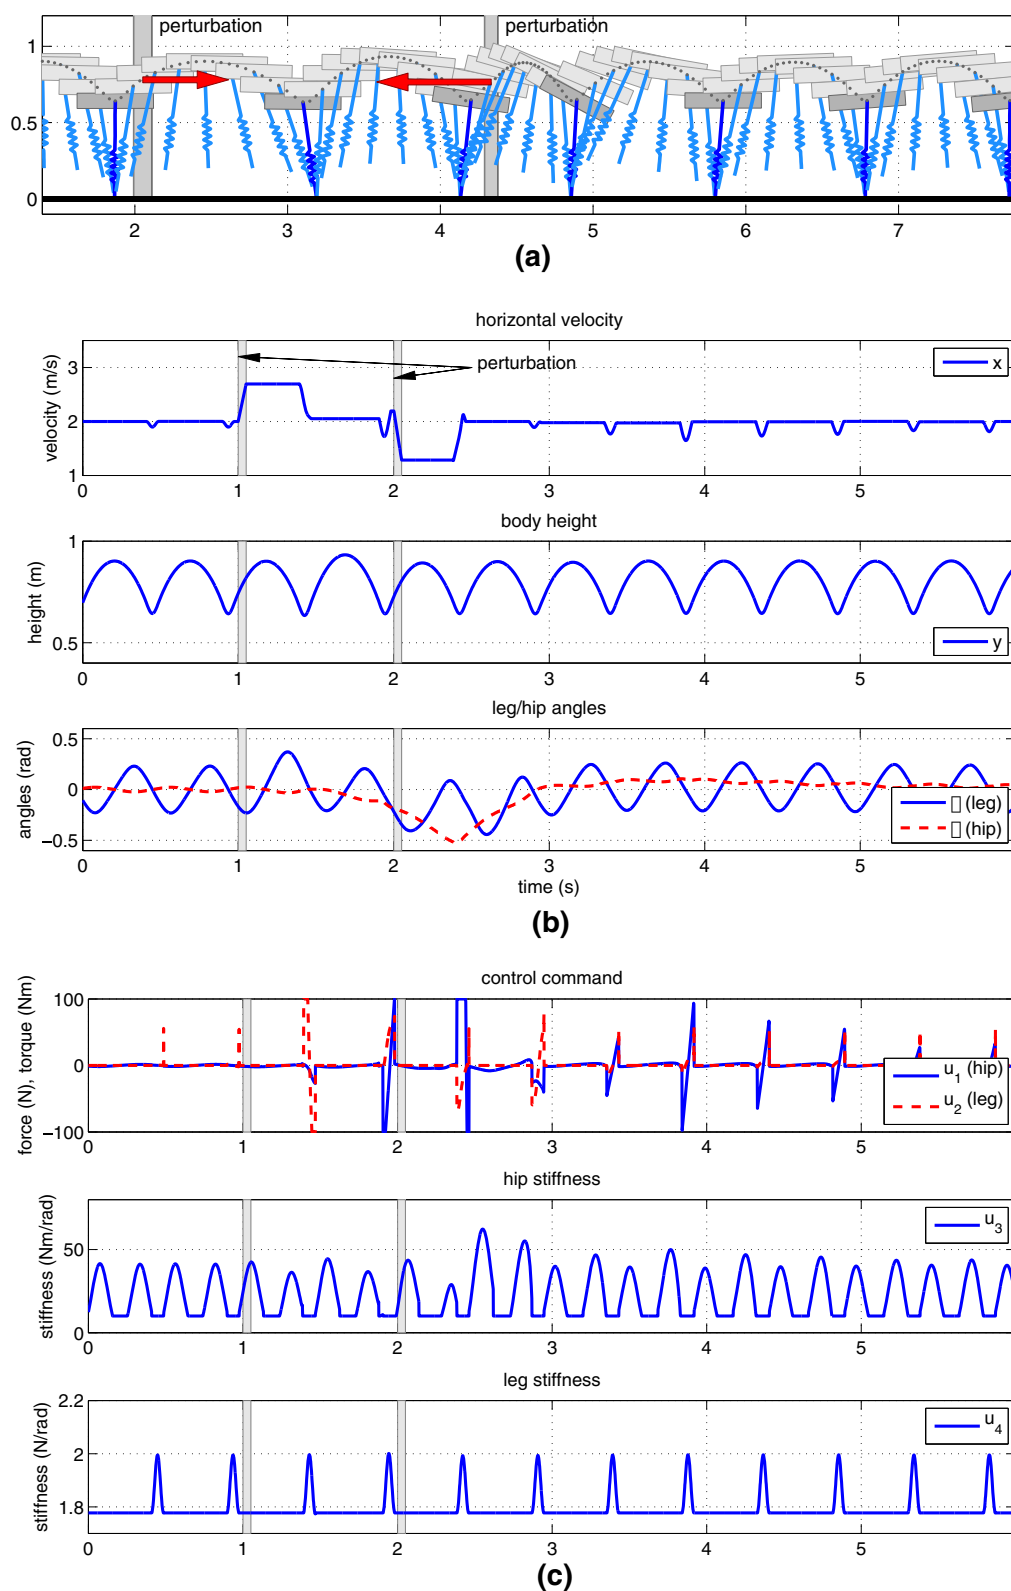 perturbation perturbation
1
0.5
0
2 3 4 5 6 7
(a)
horizontal velocity
velocity (m/s)
3
2
1
perturbation
x
0 1 2 3 4 5
body height
height (m)
1
0.5
y
0 1 2 3 4 5
leg/hip angles
angles (rad)
0.5
0
−0.5
▯ (leg)
▯ (hip)
0 1 2 3 4 5
time (s)
(b)
control command
force (N), torque (Nm)
100
0
−100
u_1 (hip)
u_2 (leg)
0 1 2 3 4 5
hip stiffness
stiffness (Nm/rad)
50
0
u_3
0 1 2 3 4 5
leg stiffness
stiffness (N/rad)
2.2
2
1.8
u_4
0 1 2 3 4 5
(c)